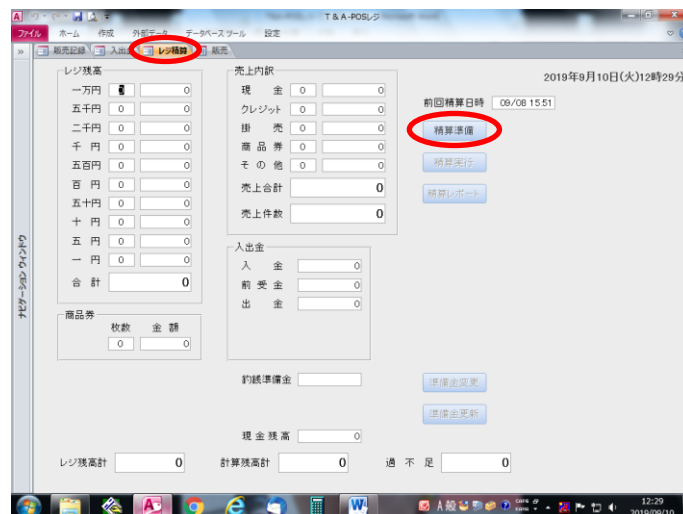 T & A-POSレジ
ファイル ホーム 作成 外部データ データベース ツール 設定
販売記録 入出金 レジ精算 販売
2019年9月10日(火)12時29分
レジ残高
一万円 0
五千円 0 0
二千円 0 0
千円 0 0
五百円 0 0
百円 0 0
五十円 0 0
十円 0 0
五円 0 0
一円 0 0
合計 0
商品券
枚数 金額
0 0
売上内訳
現金 0 0
クレジット 0 0
掛売 0 0
商品券 0 0
その他 0 0
売上合計 0
売上件数 0
入出金
入金 0
前受金 0
出金 0
釣銭準備金
現金残高 0
前回精算日時 09/08 15:51
精算準備
精算実行
精算レポート
準備金変更
準備金更新
レジ残高計 0 計算残高計 0 過不足 0
ナビゲーション ウィンドウ
A 般
CAPS
12:29
2019/09/10